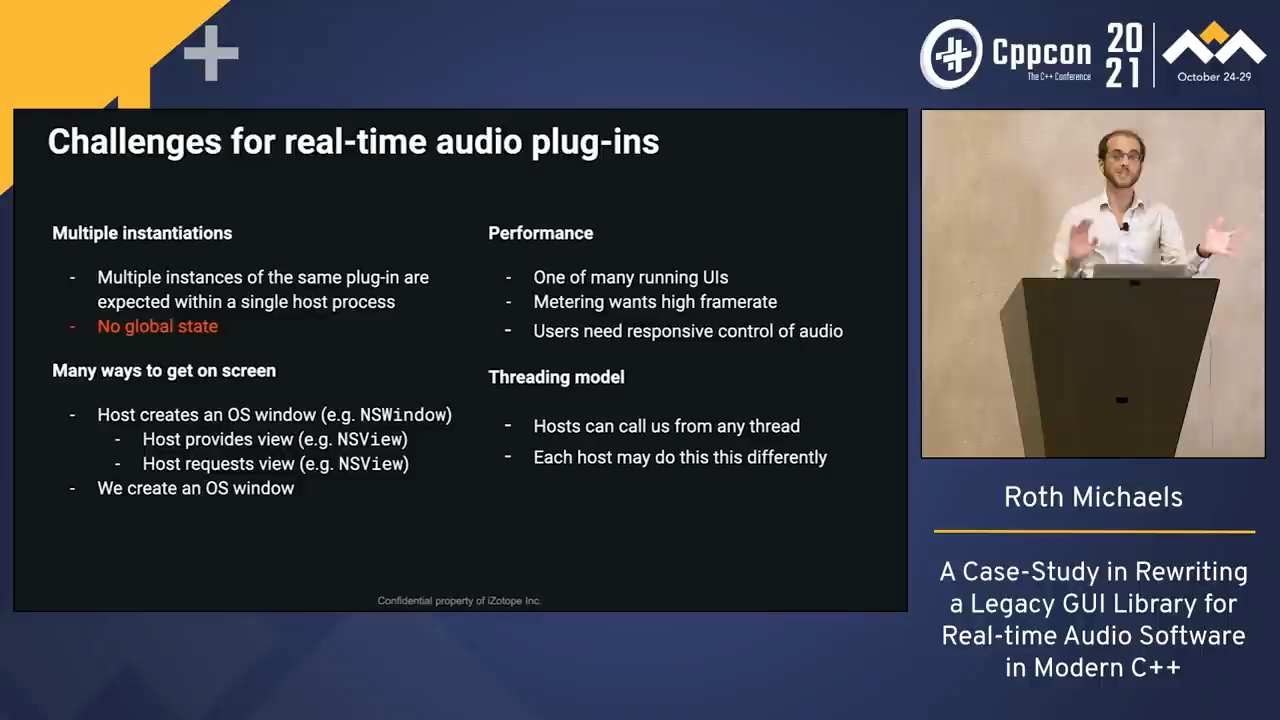 Cppcon
The C++ Conference
20
21
October 24-29
Challenges for real-time audio plug-ins
Multiple instantiations
- Multiple instances of the same plug-in are
expected within a single host process
- No global state
Many ways to get on screen
- Host creates an OS window (e.g. NSWindow)
- Host provides view (e.g. NSView)
- Host requests view (e.g. NSView)
- We create an OS window
Performance
- One of many running UIs
- Metering wants high framerate
- Users need responsive control of audio
Threading model
- Hosts can call us from any thread
- Each host may do this this differently
Confidential property of iZotope Inc.
Roth Michaels
A Case-Study in Rewriting
a Legacy GUI Library for
Real-time Audio Software
in Modern C++